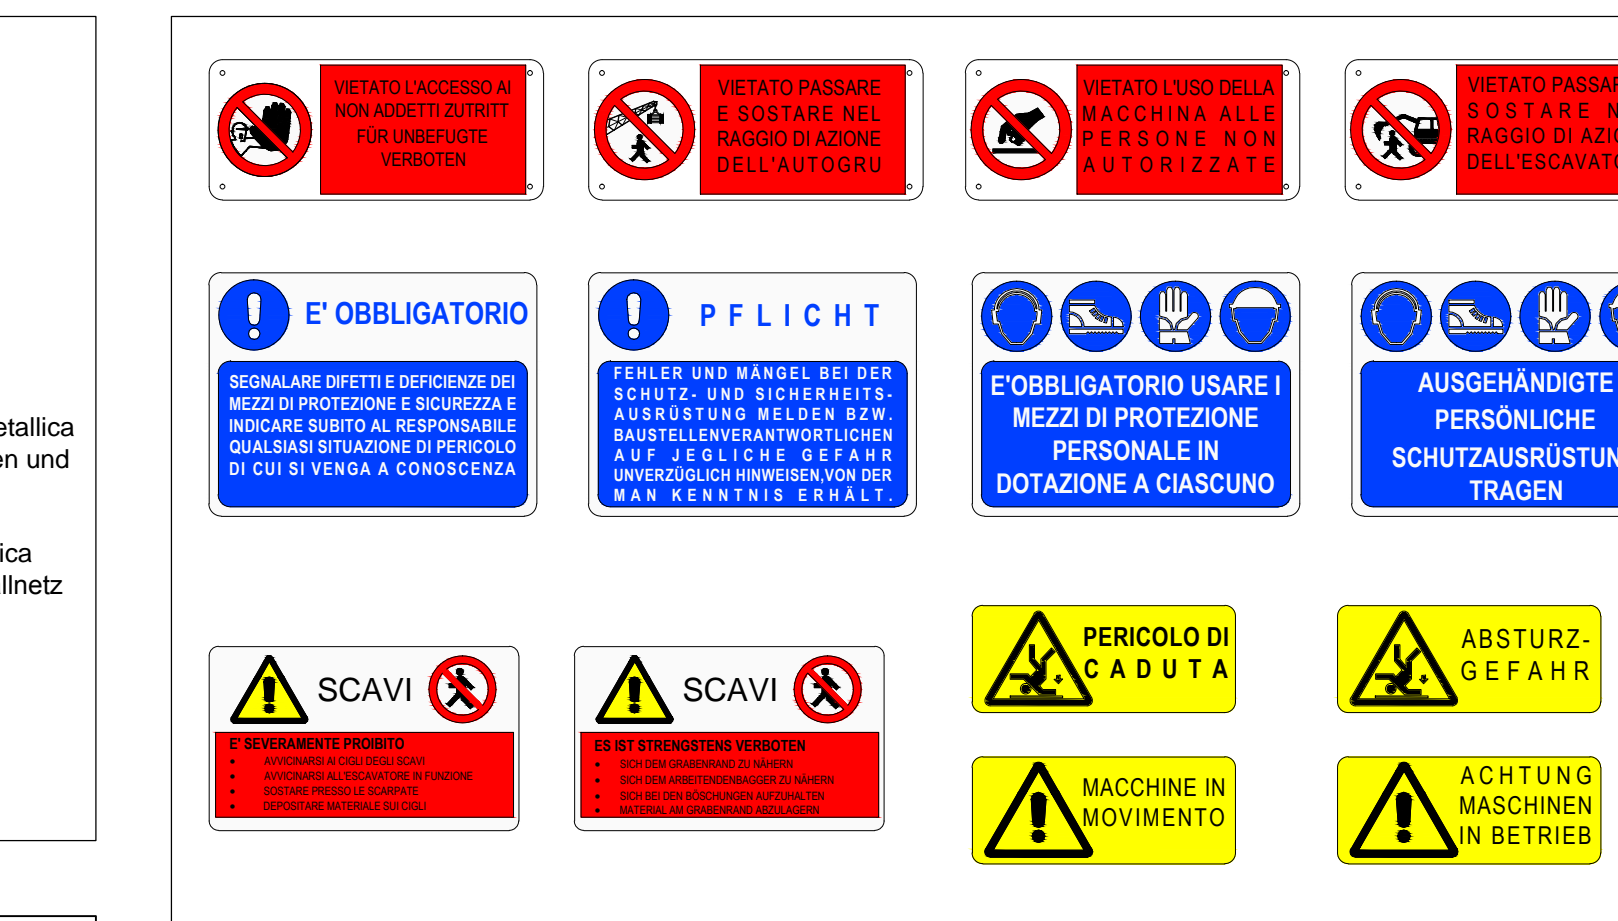 etallica
en und
ica
llnetz
VIETATO L'ACCESSO AI
NON ADDETTI ZUTRITT
FÜR UNBEFUGTE
VERBOTEN
VIETATO PASSARE
E SOSTARE NEL
RAGGIO DI AZIONE
DELL'AUTOGRU
VIETATO L'USO DELLA
MACCHINA ALLE
PERSONE NON
AUTORIZZATE
VIETATO PASSAR
SOSTARE N
RAGGIO DI AZIO
DELL'ESCAVATO
E' OBBLIGATORIO
SEGNALARE DIFETTI E DEFICIENZE DEI
MEZZI DI PROTEZIONE E SICUREZZA E
INDICARE SUBITO AL RESPONSABILE
QUALSIASI SITUAZIONE DI PERICOLO
DI CUI SI VENGA A CONOSCENZA
PFLICHT
FEHLER UND MÄNGEL BEI DER
SCHUTZ- UND SICHERHEITS-
AUSRÜSTUNG MELDEN BZW.
BAUSTELLENVERANTWORTLICHEN
AUF JEGLICHE GEFAHR
UNVERZÜGLICH HINWEISEN,VON DER
MAN KENNTNIS ERHÄLT.
E'OBBLIGATORIO USARE I
MEZZI DI PROTEZIONE
PERSONALE IN
DOTAZIONE A CIASCUNO
AUSGEHÄNDIGTE
PERSÖNLICHE
SCHUTZAUSRÜSTUN
TRAGEN
SCAVI
E' SEVERAMENTE PROIBITO
• AVVICINARSI AI CIGLI DEGLI SCAVI
• AVVICINARSI ALL'ESCAVATORE IN FUNZIONE
• SOSTARE PRESSO LE SCARPATE
• DEPOSITARE MATERIALE SUI CIGLI
SCAVI
ES IST STRENGSTENS VERBOTEN
• SICH DEM GRABENRAND ZU NÄHERN
• SICH DEM ARBEITENDENBAGGER ZU NÄHERN
• SICH BEI DEN BÖSCHUNGEN AUFZUHALTEN
• MATERIAL AM GRABENRAND ABZULAGERN
PERICOLO DI
CADUTA
ABSTURZ-
GEFAHR
MACCHINE IN
MOVIMENTO
ACHTUNG
MASCHINEN
IN BETRIEB